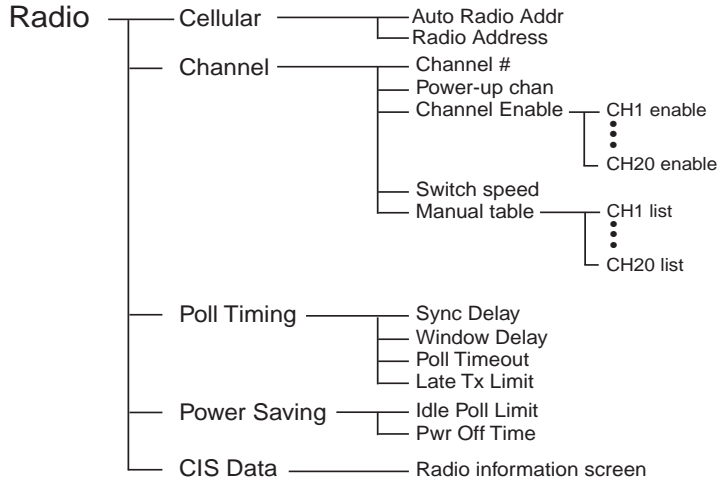 Radio
Cellular
Auto Radio Addr
Radio Address
Channel
Channel #
Power-up chan
Channel Enable
CH1 enable
CH20 enable
Switch speed
Manual table
CH1 list
CH20 list
Poll Timing
Sync Delay
Window Delay
Poll Timeout
Late Tx Limit
Power Saving
Idle Poll Limit
Pwr Off Time
CIS Data
Radio information screen